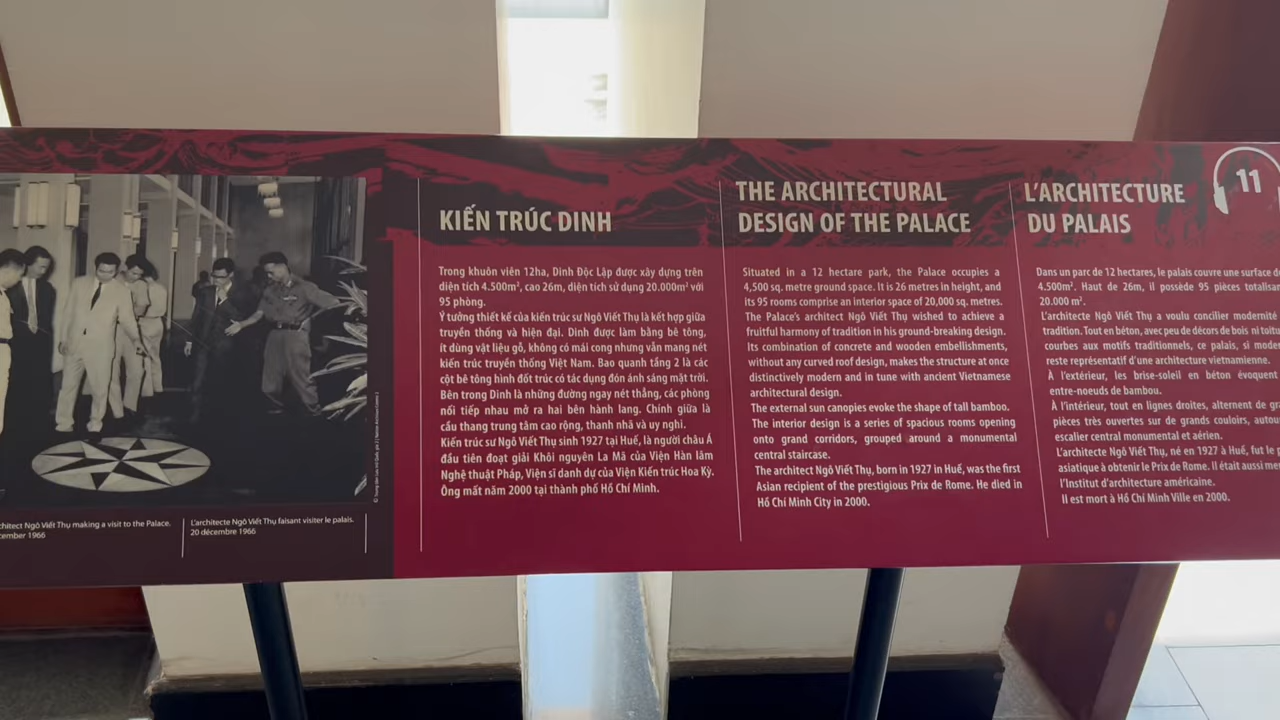 KIẾN TRÚC DINH
Trong khuôn viên 12ha, Dinh Độc Lập được xây dựng trên
diện tích 4.500m², cao 26m, diện tích sử dụng 20.000m² với
95 phòng.
Ý tưởng thiết kế của kiến trúc sư Ngô Viết Thụ là kết hợp giữa
truyền thống và hiện đại. Dinh được làm bằng bê tông,
ít dùng vật liệu gỗ, không có mái cong nhưng vẫn mang nét
kiến trúc truyền thống Việt Nam. Bao quanh tầng 2 là các
cột bê tông hình đốt trúc có tác dụng đón ánh sáng mặt trời.
Bên trong Dinh là những đường ngay nét thẳng, các phòng
nối tiếp nhau mở ra hai bên hành lang. Chính giữa là
cầu thang trung tâm cao rộng, thanh nhã và uy nghi.
Kiến trúc sư Ngô Viết Thụ sinh 1927 tại Huế, là người châu Á
đầu tiên đoạt giải Khôi nguyên La Mã của Viện Hàn lâm
Nghệ thuật Pháp, Viện sĩ danh dự của Viện Kiến trúc Hoa Kỳ.
Ông mất năm 2000 tại thành phố Hồ Chí Minh.
THE ARCHITECTURAL
DESIGN OF THE PALACE
Situated in a 12 hectare park, the Palace occupies a
4,500 sq. metre ground space. It is 26 metres in height, and
its 95 rooms comprise an interior space of 20,000 sq. metres.
The Palace's architect Ngô Viết Thụ wished to achieve a
fruitful harmony of tradition in his ground-breaking design.
Its combination of concrete and wooden embellishments,
without any curved roof design, makes the structure at once
distinctively modern and in tune with ancient Vietnamese
architectural design.
The external sun canopies evoke the shape of tall bamboo.
The interior design is a series of spacious rooms opening
onto grand corridors, grouped around a monumental
central staircase.
The architect Ngô Viết Thụ, born in 1927 in Huế, was the first
Asian recipient of the prestigious Prix de Rome. He died in
Hồ Chí Minh City in 2000.
L'ARCHITECTURE
DU PALAIS
11
Dans un parc de 12 hectares, le palais couvre une surface d
4.500m². Haut de 26m, il possède 95 pièces totalisan
20.000 m².
L'architecte Ngô Viết Thụ a voulu concilier modernité
tradition. Tout en béton, avec peu de décors de bois ni toita
courbes aux motifs traditionnels, ce palais, si moder
reste représentatif d'une architecture vietnamienne.
À l'extérieur, les brise-soleil en béton évoquent
entre-noeuds de bambou.
À l'intérieur, tout en lignes droites, alternent de gra
pièces très ouvertes sur de grands couloirs, autou
escalier central monumental et aérien.
L'architecte Ngô Viết Thụ, né en 1927 à Huế, fut le p
asiatique à obtenir le Prix de Rome. Il était aussi me
l'Institut d'architecture américaine.
Il est mort à Hồ Chí Minh Ville en 2000.
chitect Ngô Viết Thụ making a visit to the Palace.
cember 1966
L'architecte Ngô Viết Thụ faisant visiter le palais.
20 décembre 1966